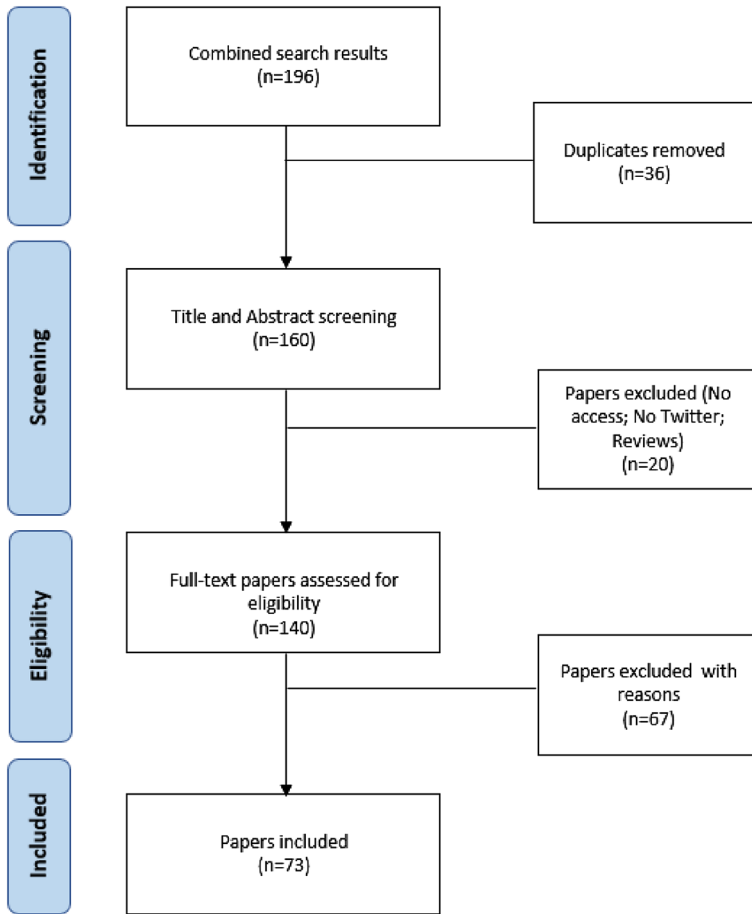 Identification
Combined search results
(n=196)
Duplicates removed
(n=36)
Screening
Title and Abstract screening
(n=160)
Papers excluded (No
access; No Twitter;
Reviews)
(n=20)
Eligibility
Full-text papers assessed for
eligibility
(n=140)
Papers excluded with
reasons
(n=67)
Included
Papers included
(n=73)